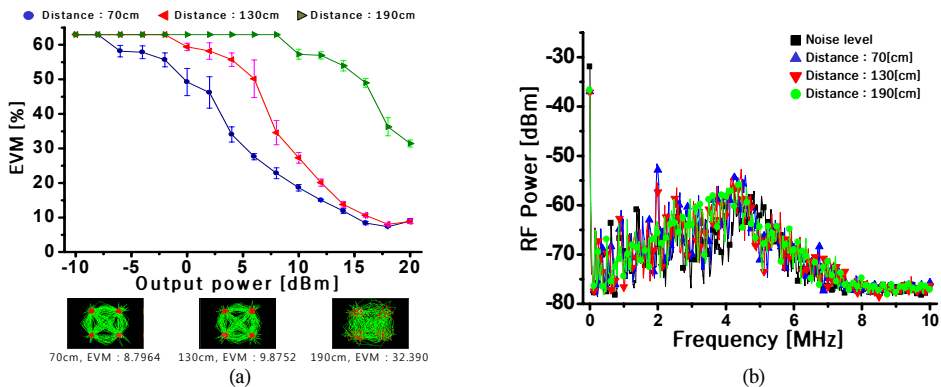 Distance : 70cm Distance : 130cm Distance : 190cm
60
50
40
30
20
10
0
EVM [%]
-10 -5 0 5 10 15 20
Output power [dBm]
70cm, EVM : 8.7964 130cm, EVM : 9.8752 190cm, EVM : 32.390
(a)
Noise level
Distance : 70[cm]
Distance : 130[cm]
Distance : 190[cm]
-30
-40
-50
-60
-70
-80
RF Power [dBm]
0 2 4 6 8 10
Frequency [MHz]
(b)